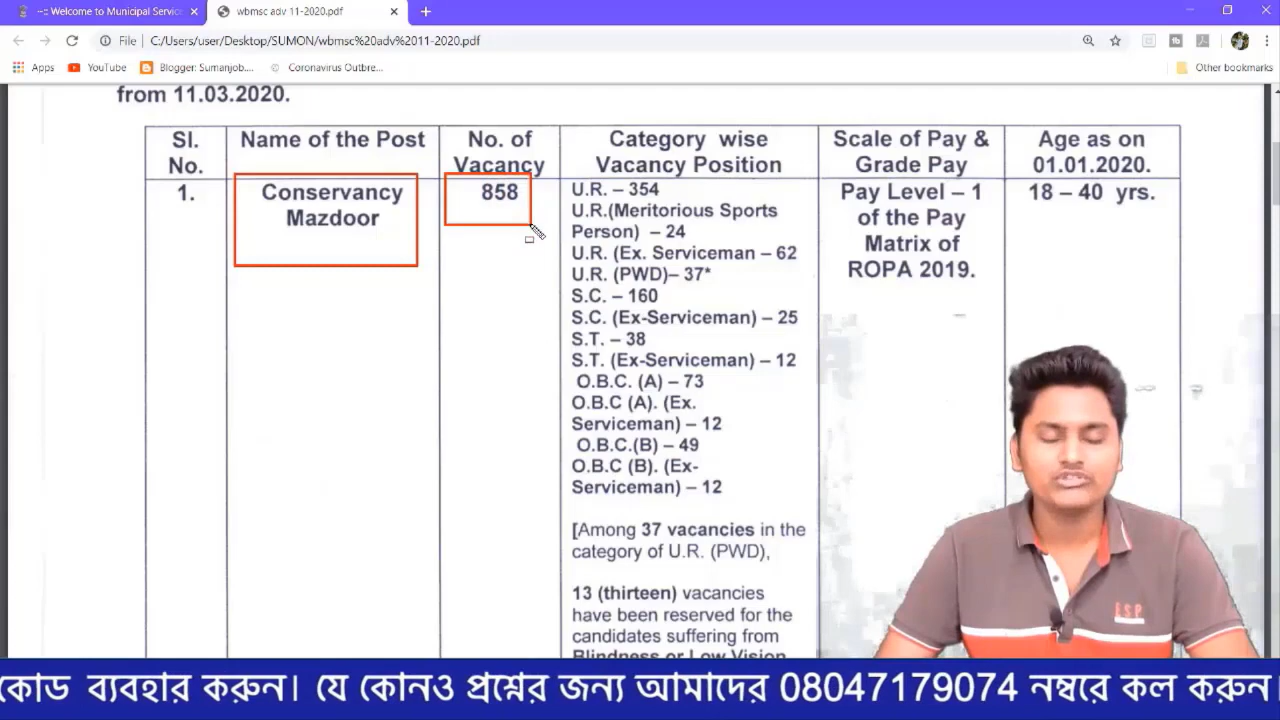 -:: Welcome to Municipal Servic
wbmsc adv 11-2020.pdf
File
C:/Users/user/Desktop/SUMON/wbmsc%20adv%2011-2020.pdf
Apps
YouTube
Blogger: Sumanjob....
Coronavirus Outbre...
Other bookmarks
from 11.03.2020.
Sl. No.
Name of the Post
No. of Vacancy
Category wise Vacancy Position
Scale of Pay & Grade Pay
Age as on 01.01.2020.
1.
Conservancy
Mazdoor
858
U.R. – 354
U.R.(Meritorious Sports
Person) – 24
U.R. (Ex. Serviceman – 62
U.R. (PWD)– 37*
S.C. – 160
S.C. (Ex-Serviceman) – 25
S.T. – 38
S.T. (Ex-Serviceman) – 12
O.B.C. (A) – 73
O.B.C (A). (Ex.
Serviceman) – 12
O.B.C.(B) – 49
O.B.C (B). (Ex-
Serviceman) – 12
[Among 37 vacancies in the
category of U.R. (PWD),
13 (thirteen) vacancies
have been reserved for the
candidates suffering from
Blindness or Low Vision
Pay Level – 1
of the Pay
Matrix of
ROPA 2019.
18 – 40 yrs.
ESP
কোড ব্যবহার করুন। যে কোনও প্রশ্নের জন্য আমাদের 08047179074 নম্বরে কল করুন